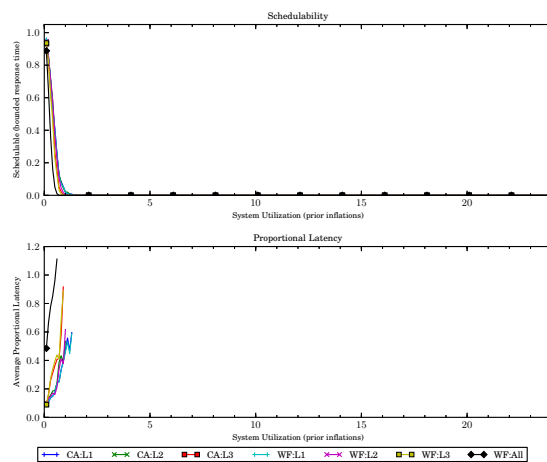 Schedulability
Schedulable (bounded response time)
1.0
0.8
0.6
0.4
0.2
0.0
0 5 10 15 20
System Utilization (prior inflations)
Proportional Latency
Average Proportional Latency
1.2
1.0
0.8
0.6
0.4
0.2
0.0
0 5 10 15 20
System Utilization (prior inflations)
CA:L1 CA:L2 CA:L3 WF:L1 WF:L2 WF:L3 WF:All